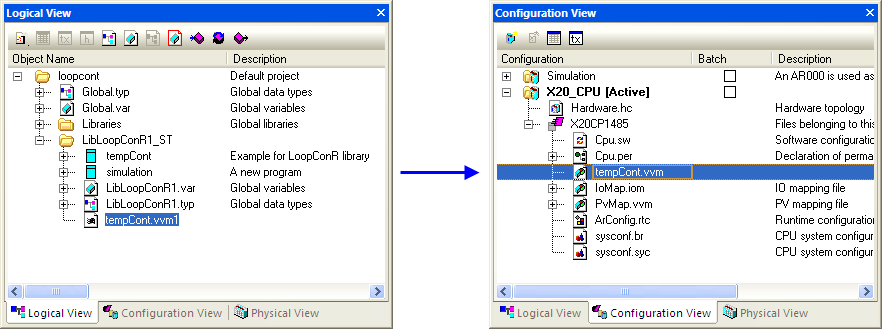 Logical View
Object Name Description
loopcont Default project
Global.typ Global data types
Global.var Global variables
Libraries Global libraries
LibLoopConR1_ST
tempCont Example for LoopConR library
simulation A new program
LibLoopConR1.var Global variables
LibLoopConR1.typ Global data types
tempCont.vvm1
Logical View Configuration View Physical View
Configuration View
Configuration Batch Description
Simulation An AR000 is used as
X20_CPU [Active]
Hardware.hc Hardware topology
X20CP1485 Files belonging to this
Cpu.sw Software configuration
Cpu.per Declaration of perma
tempCont.vvm
IoMap.iom IO mapping file
PvMap.vvm PV mapping file
ArConfig.rtc Runtime configuration
sysconf.br CPU system configur
sysconf.syc CPU system configur
Logical View Configuration View Physical View